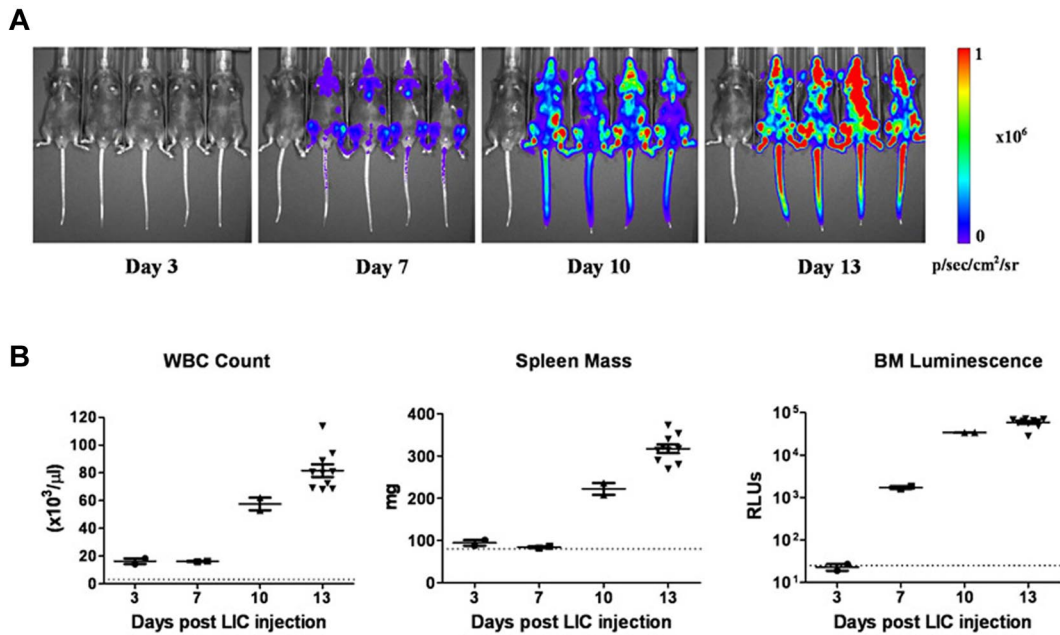 A
1
x10⁶
0
p/sec/cm²/sr
Day 3 Day 7 Day 10 Day 13
B
WBC Count
(x10³/µl)
120
100
80
60
40
20
0
3 7 10 13
Days post LIC injection
Spleen Mass
mg
400
300
200
100
0
3 7 10 13
Days post LIC injection
BM Luminescence
RLUs
10⁵
10⁴
10³
10²
10¹
3 7 10 13
Days post LIC injection